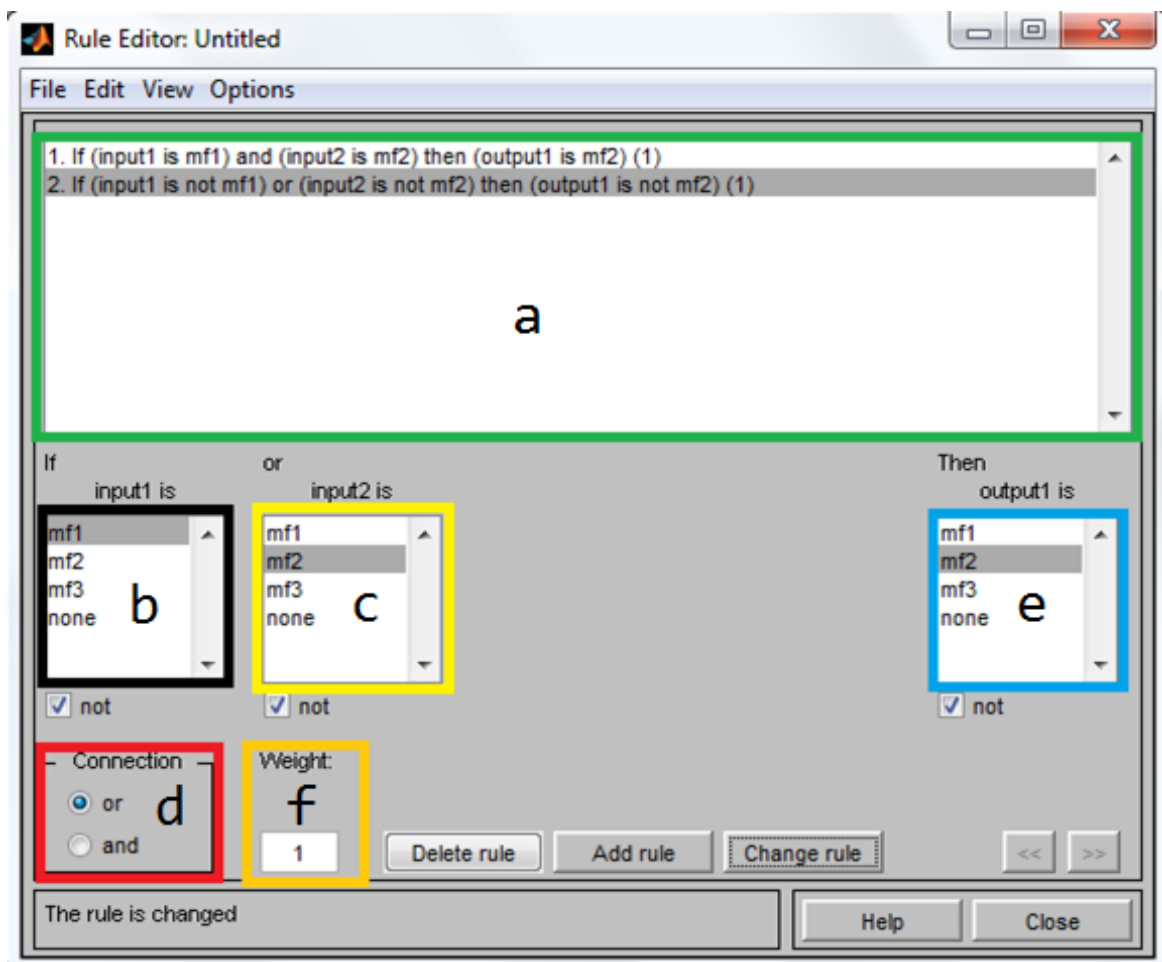 Rule Editor: Untitled
File Edit View Options
1. If (input1 is mf1) and (input2 is mf2) then (output1 is mf2) (1)
2. If (input1 is not mf1) or (input2 is not mf2) then (output1 is not mf2) (1)
a
If or Then
input1 is input2 is output1 is
mf1 mf1 mf1
mf2 mf2 mf2
mf3 mf3 mf3
b c e
none none none
not not not
Connection Weight:
or d f
and 1 Delete rule Add rule Change rule << >>
The rule is changed Help Close